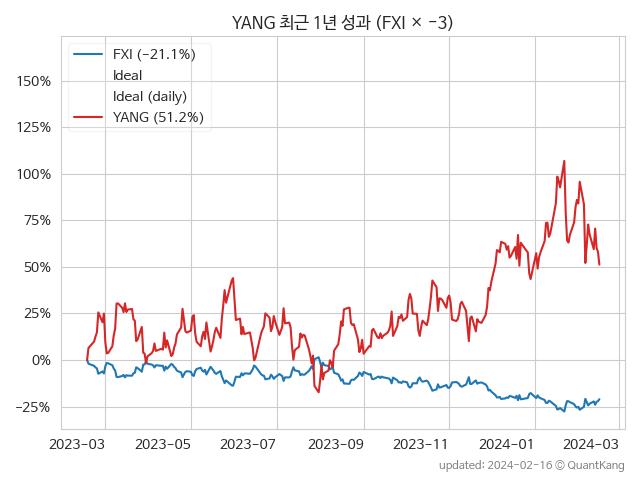 YANG 최근 1년 성과 (FXI × −3)
FXI (−21.1%)
Ideal
Ideal (daily)
YANG (51.2%)
150%
125%
100%
75%
50%
25%
0%
−25%
2023-03 2023-05 2023-07 2023-09 2023-11 2024-01 2024-03
updated: 2024-02-16 © QuantKang